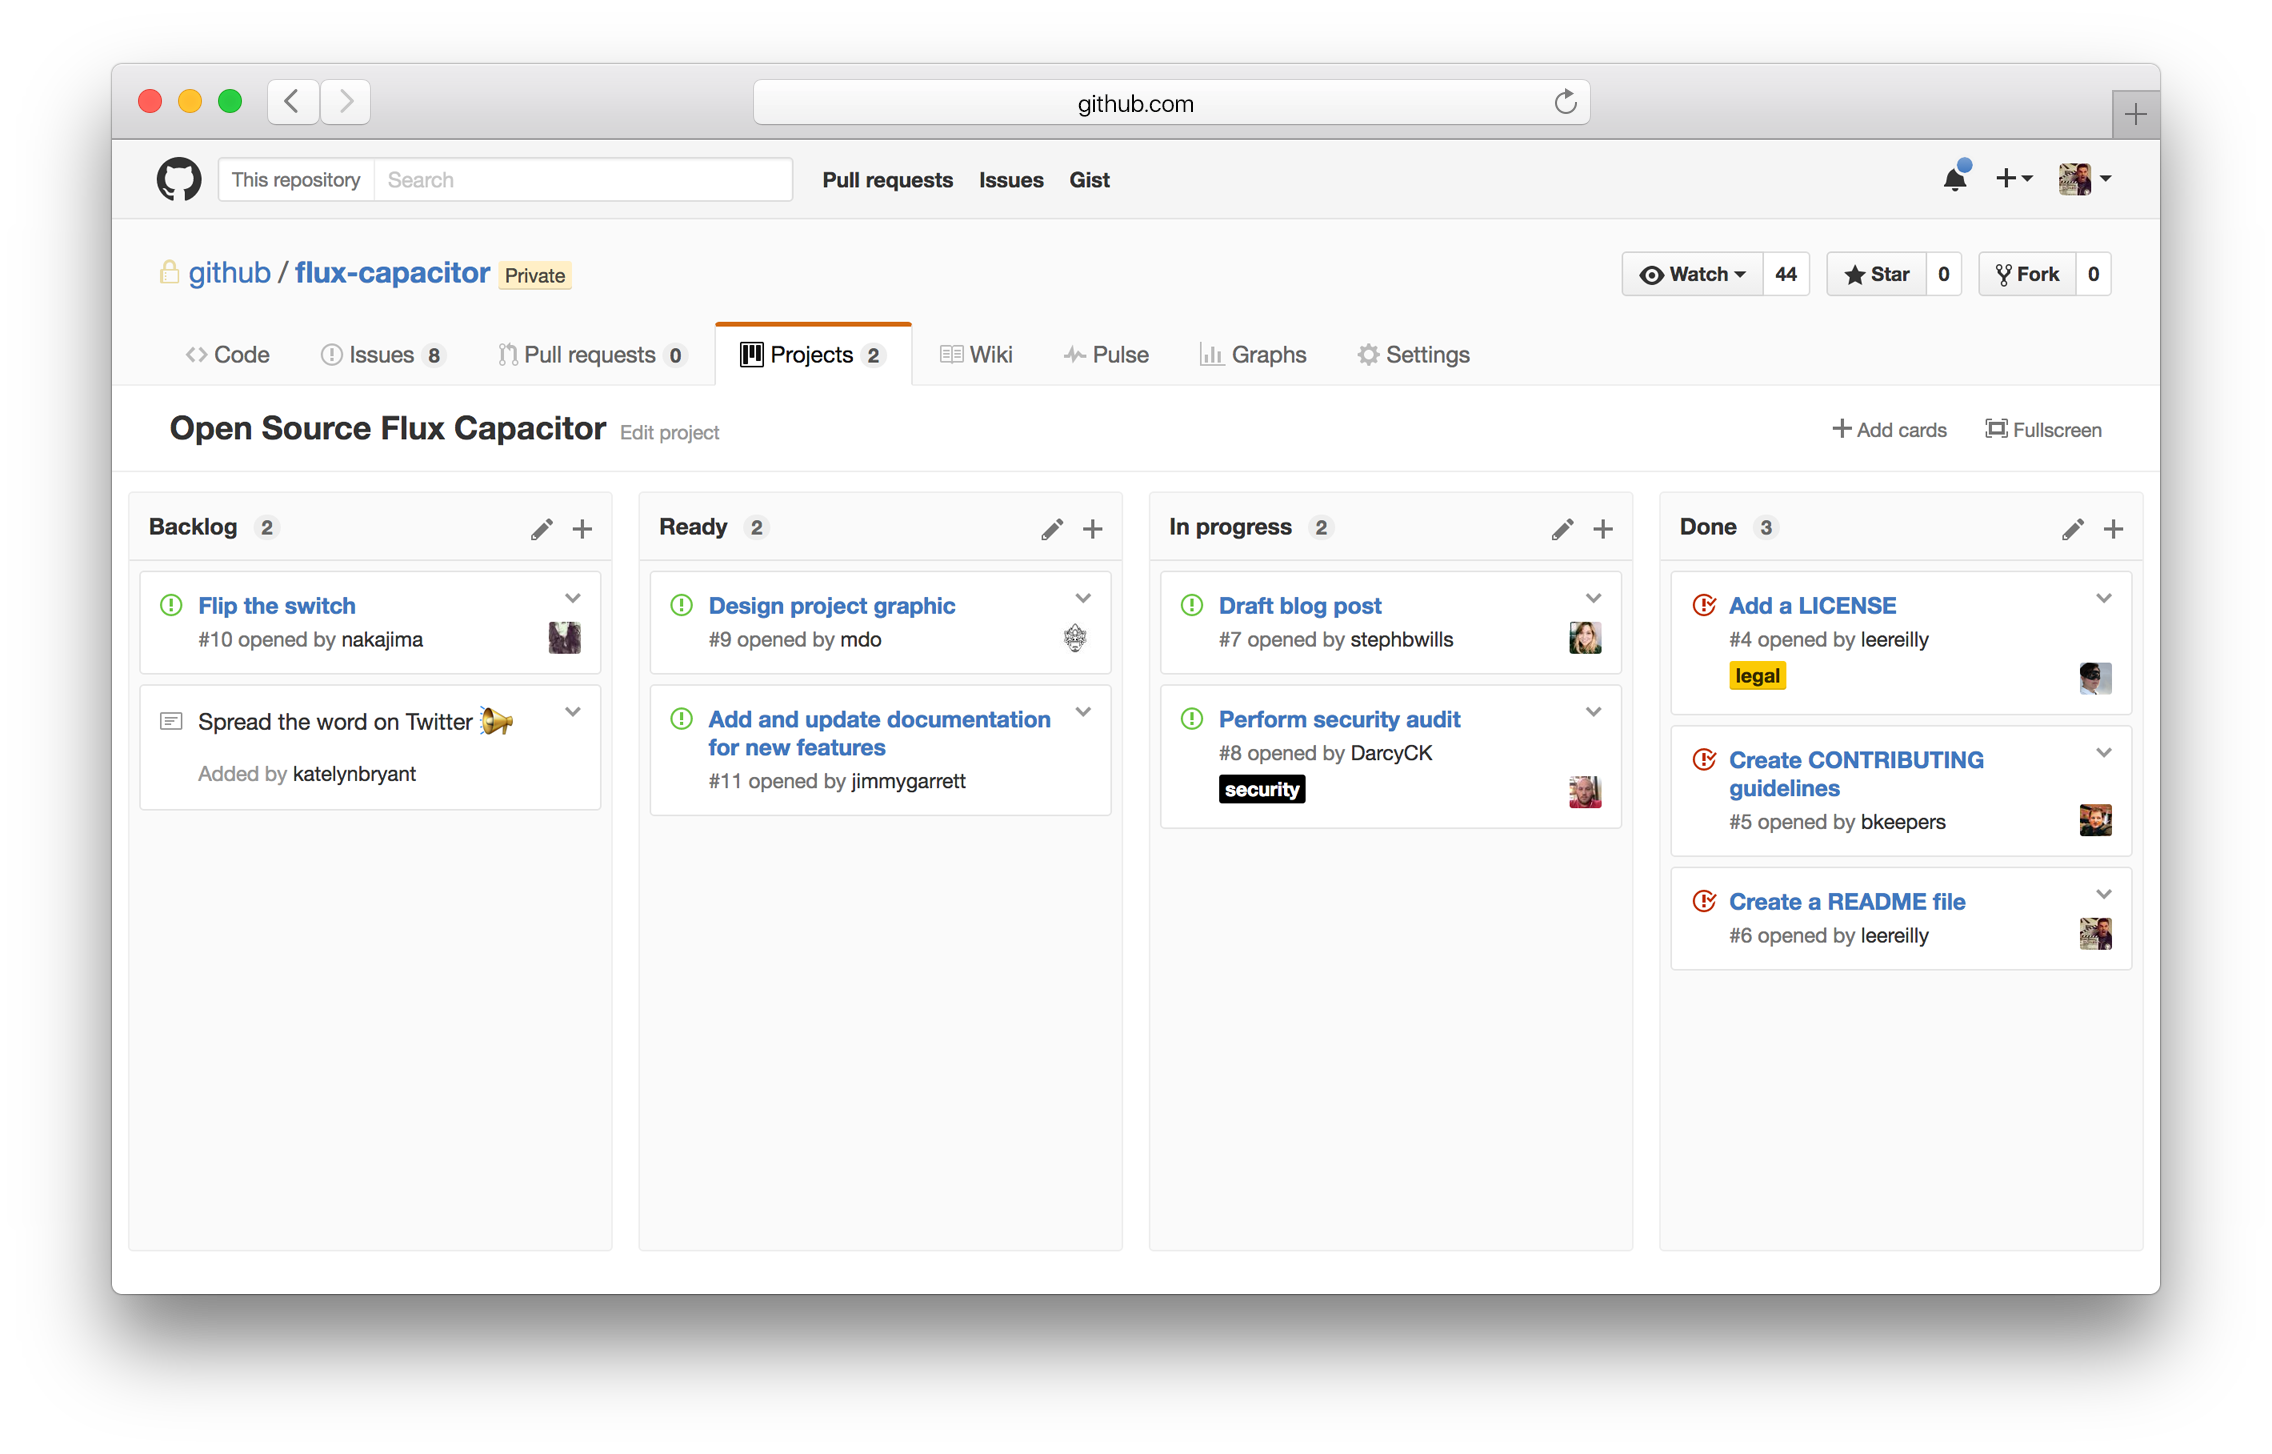 github.com
This repository Search Pull requests Issues Gist
github / flux-capacitor Private Watch 44 Star 0 Fork 0
Code Issues 8 Pull requests 0 Projects 2 Wiki Pulse Graphs Settings
Open Source Flux Capacitor Edit project Add cards Fullscreen
Backlog 2
Flip the switch
#10 opened by nakajima
Spread the word on Twitter
Added by katelynbryant
Ready 2
Design project graphic
#9 opened by mdo
Add and update documentation
for new features
#11 opened by jimmygarrett
In progress 2
Draft blog post
#7 opened by stephbwills
Perform security audit
#8 opened by DarcyCK
security
Done 3
Add a LICENSE
#4 opened by leereilly
legal
Create CONTRIBUTING
guidelines
#5 opened by bkeepers
Create a README file
#6 opened by leereilly